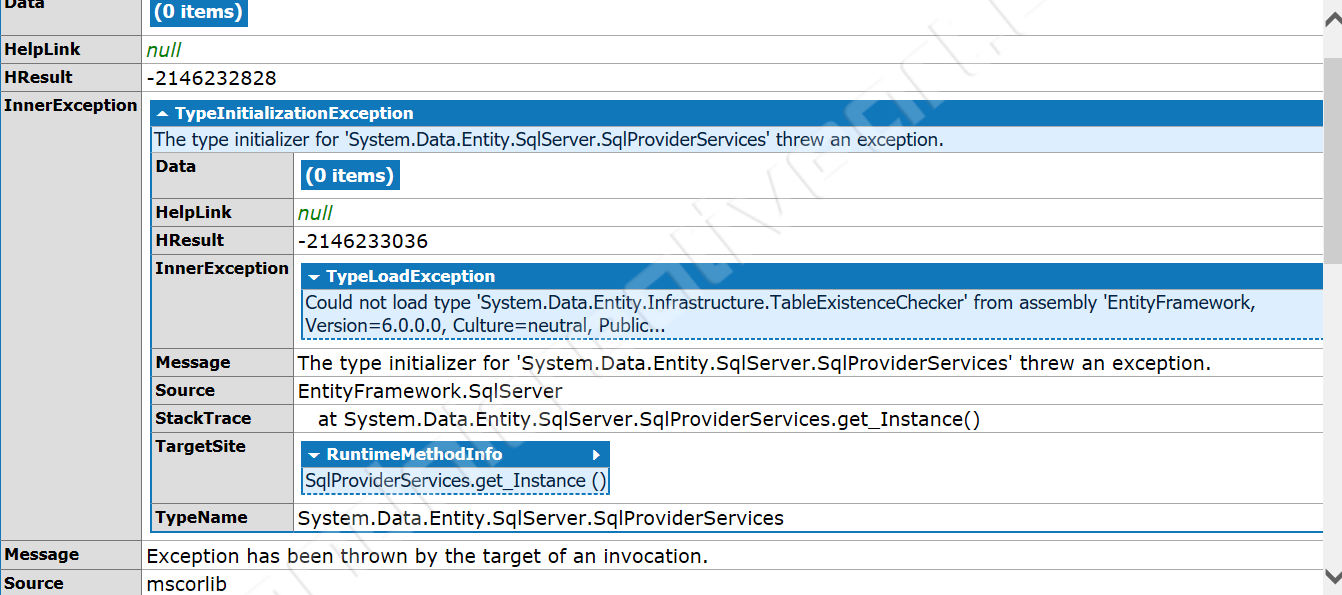 Data (0 items)
HelpLink null
HResult -2146232828
InnerException TypeInitializationException
The type initializer for 'System.Data.Entity.SqlServer.SqlProviderServices' threw an exception.
Data (0 items)
HelpLink null
HResult -2146233036
InnerException TypeLoadException
Could not load type 'System.Data.Entity.Infrastructure.TableExistenceChecker' from assembly 'EntityFramework,
Version=6.0.0.0, Culture=neutral, Public...
Message The type initializer for 'System.Data.Entity.SqlServer.SqlProviderServices' threw an exception.
Source EntityFramework.SqlServer
StackTrace at System.Data.Entity.SqlServer.SqlProviderServices.get_Instance()
TargetSite RuntimeMethodInfo
SqlProviderServices.get_Instance ()
TypeName System.Data.Entity.SqlServer.SqlProviderServices
Message Exception has been thrown by the target of an invocation.
Source mscorlib